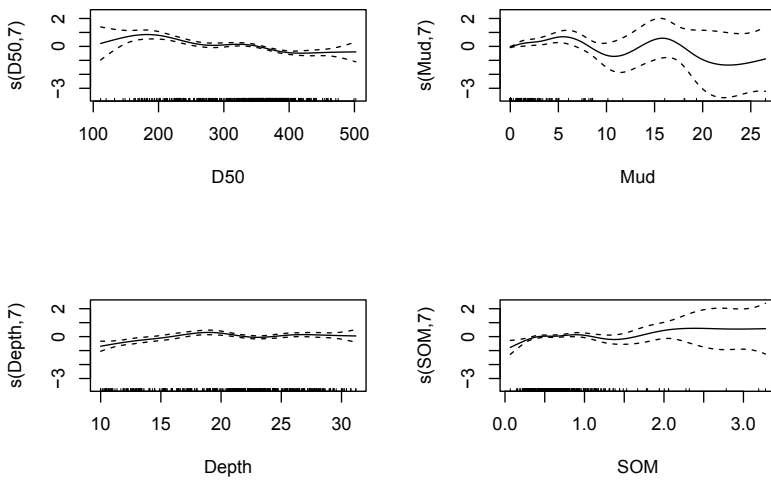 s(D50,7)
2
0
−3
100 200 300 400 500
D50
s(Mud,7)
2
0
−3
0 5 10 15 20 25
Mud
s(Depth,7)
2
0
−3
10 15 20 25 30
Depth
s(SOM,7)
2
0
−3
0.0 1.0 2.0 3.0
SOM